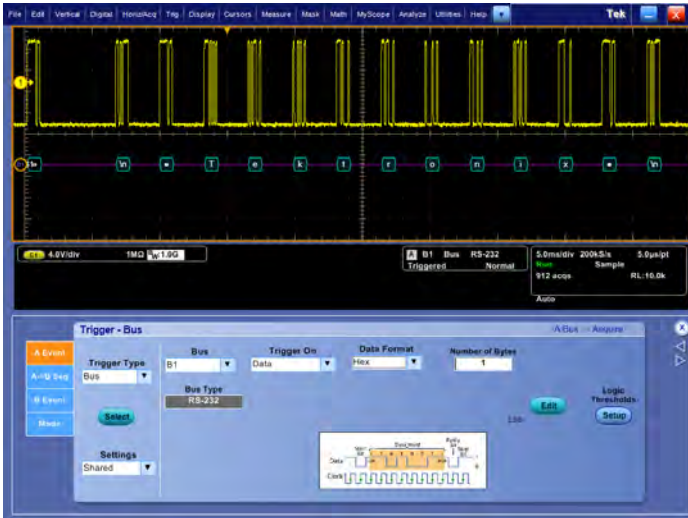 File Edit Vertical Digital Horiz/Acq Trig Display Cursors Measure Mask Math MyScope Analyze Utilities Help Tek
1
\n T e k t r o n i x \n
C1 4.0V/div 1MΩ BW:1.0G
A B1 Bus RS-232
Triggered Normal
5.0ms/div 200kS/s 5.0µs/pt
Run Sample
912 acqs RL:10.0k
Auto
Trigger - Bus
A Event
A->B Seq
B Event
Mode
Trigger Type
Bus
Select
Settings
Shared
Bus
B1
Trigger On
Data
Data Format
Hex
Number of Bytes
1
Bus Type
RS-232
Edit
Logic
Thresholds
Setup
Data
Clock